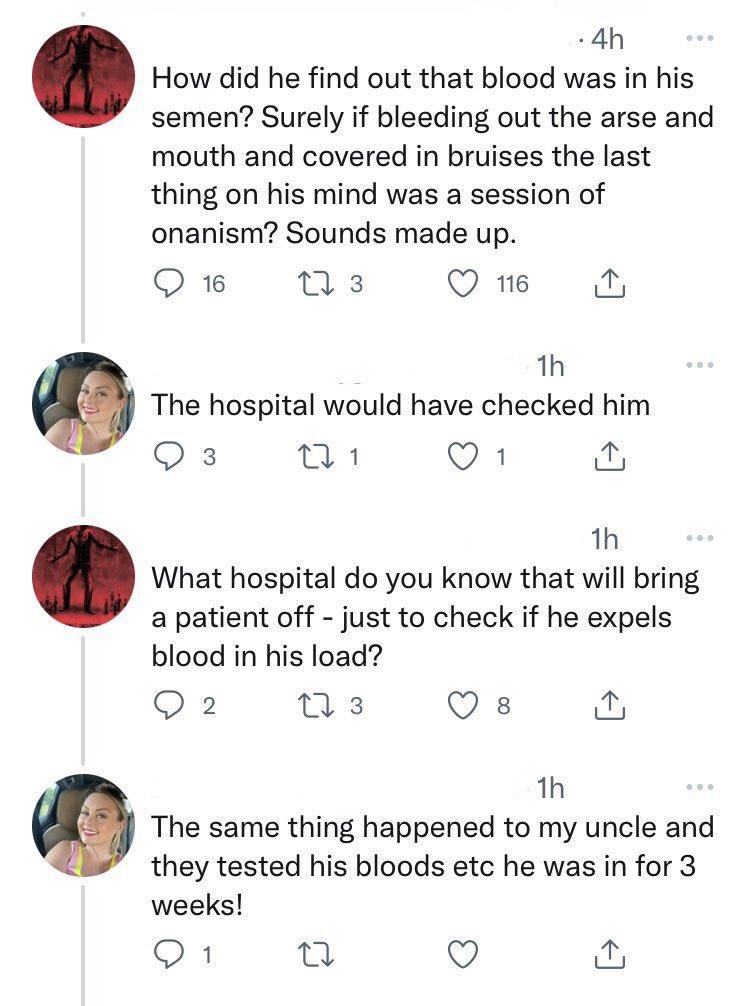 · 4h
How did he find out that blood was in his
semen? Surely if bleeding out the arse and
mouth and covered in bruises the last
thing on his mind was a session of
onanism? Sounds made up.
16 3 116
1h
The hospital would have checked him
3 1 1
1h
What hospital do you know that will bring
a patient off - just to check if he expels
blood in his load?
2 3 8
1h
The same thing happened to my uncle and
they tested his bloods etc he was in for 3
weeks!
1